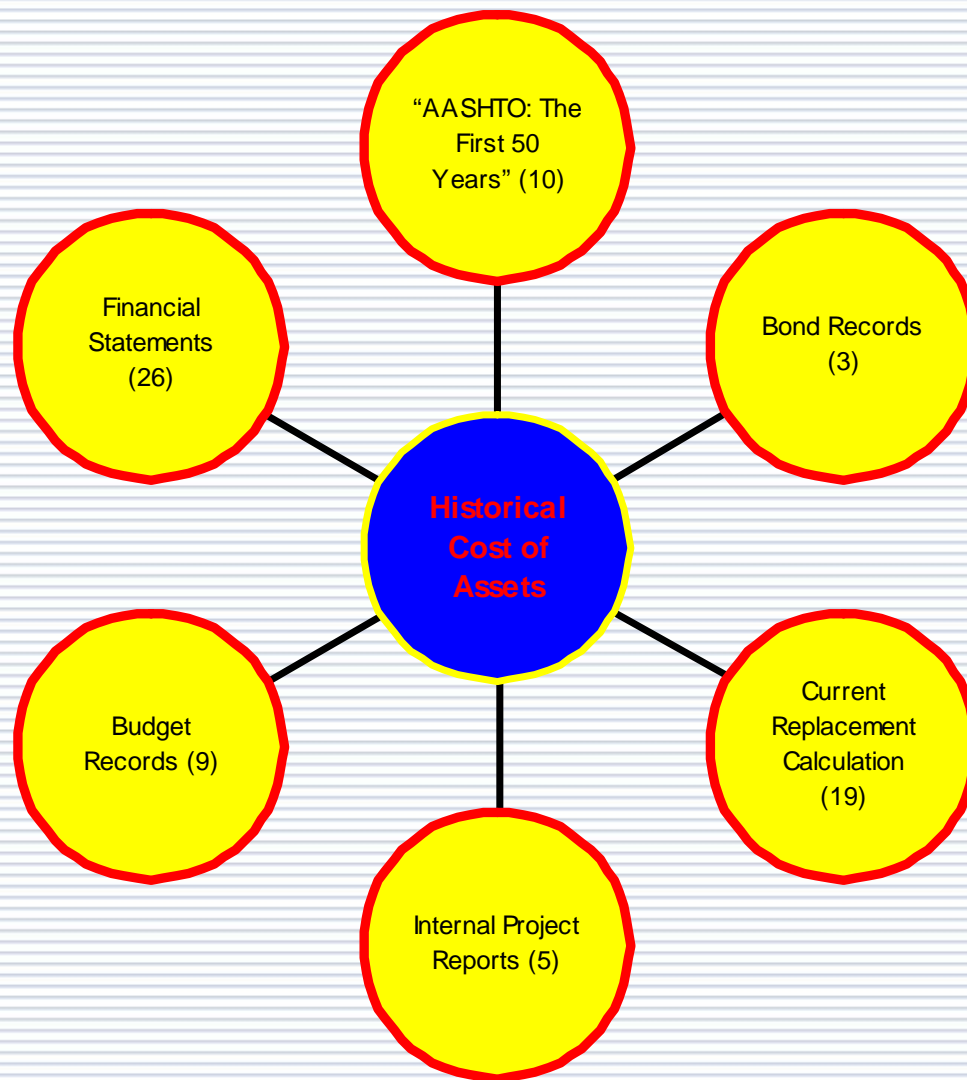 “AASHTO: The
First 50
Years” (10)
Financial
Statements
(26)
Bond Records
(3)
Historical
Cost of
Assets
Budget
Records (9)
Current
Replacement
Calculation
(19)
Internal Project
Reports (5)